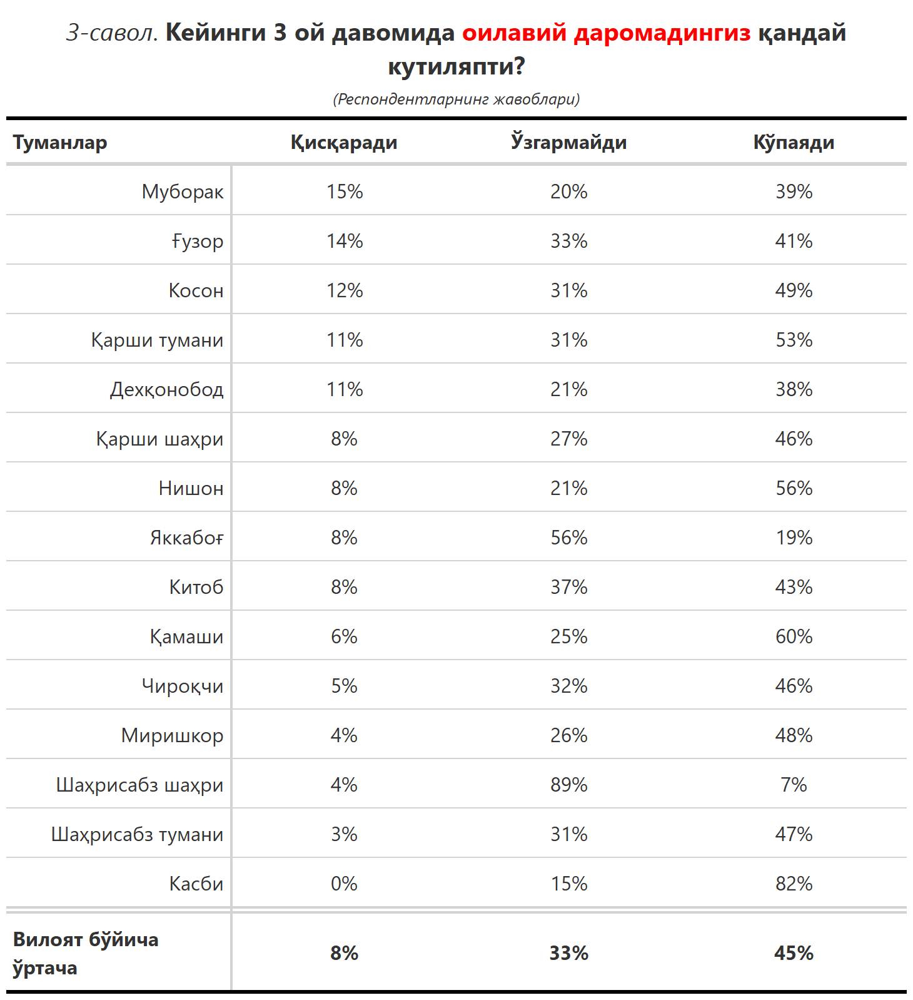 3-савол. Кейинги 3 ой давомида оилавий даромадингиз қандай
кутиляпти?
(Респондентларнинг жавоблари)
Туманлар Қисқаради Ўзгармайди Кўпаяди
Муборак 15% 20% 39%
Ғузор 14% 33% 41%
Косон 12% 31% 49%
Қарши тумани 11% 31% 53%
Дехқонобод 11% 21% 38%
Қарши шаҳри 8% 27% 46%
Нишон 8% 21% 56%
Яккабоғ 8% 56% 19%
Китоб 8% 37% 43%
Қамаши 6% 25% 60%
Чироқчи 5% 32% 46%
Миришкор 4% 26% 48%
Шаҳрисабз шаҳри 4% 89% 7%
Шаҳрисабз тумани 3% 31% 47%
Касби 0% 15% 82%
Вилоят бўйича
ўртача 8% 33% 45%